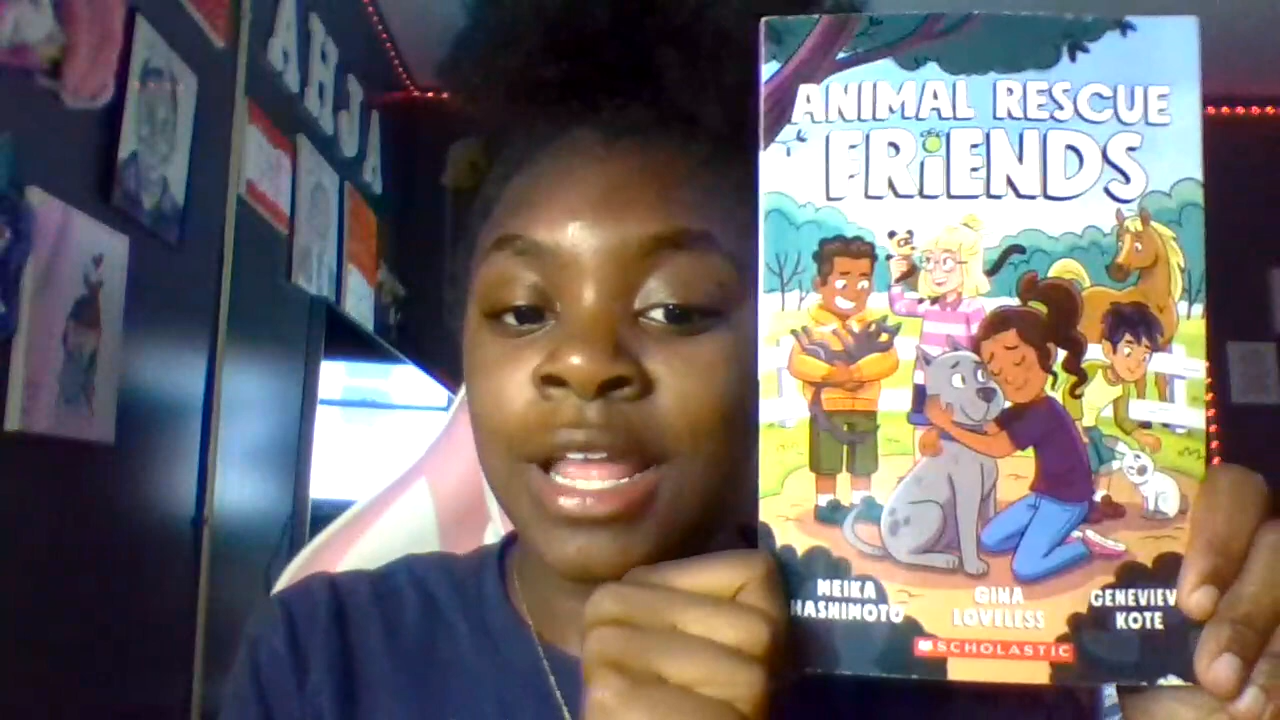 AHJA
ANIMAL RESCUE
FRiENDS
MEIKA
HASHIMOTO
GINA
LOVELESS
GENEVIEV
KOTE
SCHOLASTIC